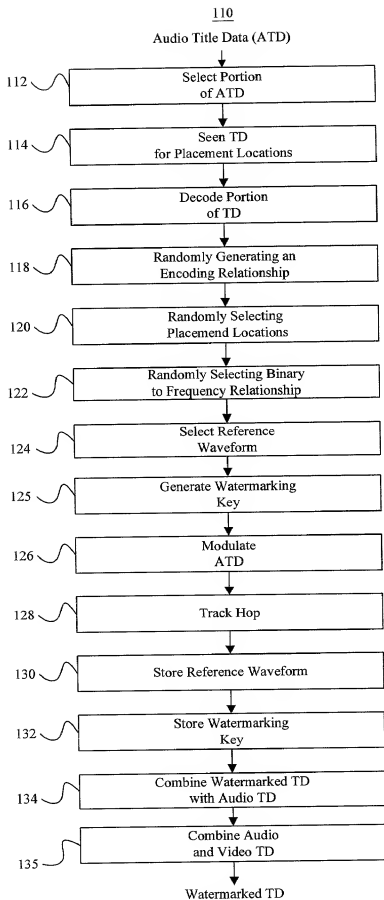 110
Audio Title Data (ATD)
112
Select Portion
of ATD
114
Seen TD
for Placement Locations
116
Decode Portion
of TD
118
Randomly Generating an
Encoding Relationship
120
Randomly Selecting
Placemend Locations
122
Randomly Selecting Binary
to Frequency Relationship
124
Select Reference
Waveform
125
Generate Watermarking
Key
126
Modulate
ATD
128
Track Hop
130
Store Reference Waveform
132
Store Watermarking
Key
134
Combine Watermarked TD
with Audio TD
135
Combine Audio
and Video TD
Watermarked TD